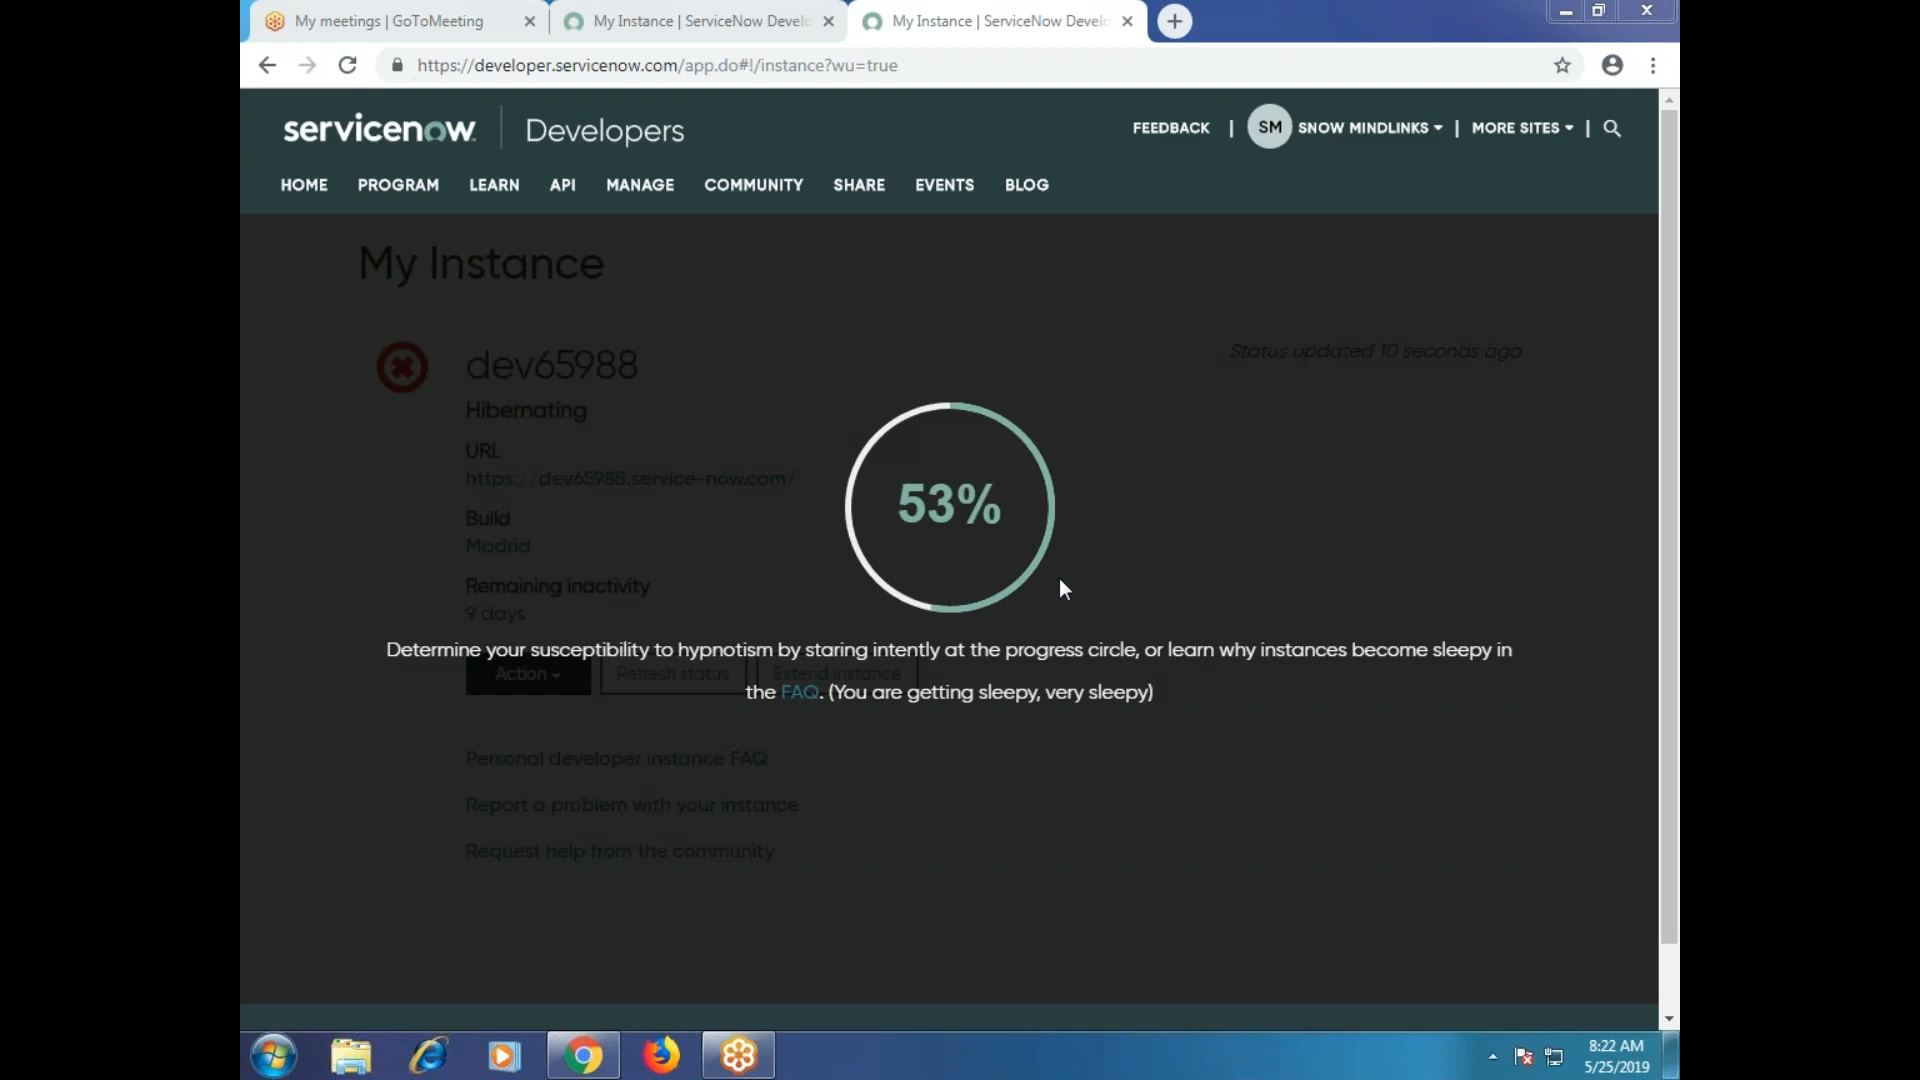 My meetings | GoToMeeting
My Instance | ServiceNow Develo
My Instance | ServiceNow Develo
https://developer.servicenow.com/app.do#!/instance?wu=true
servicenow Developers
FEEDBACK | SM SNOW MINDLINKS | MORE SITES |
HOME PROGRAM LEARN API MANAGE COMMUNITY SHARE EVENTS BLOG
My Instance
dev65988
Status updated 10 seconds ago
Hibernating
URL
https://dev65988.service-now.com/
53%
Build
Madrid
Remaining inactivity
9 days
Determine your susceptibility to hypnotism by staring intently at the progress circle, or learn why instances become sleepy in
Action Refresh status Extend instance
the FAQ. (You are getting sleepy, very sleepy)
Personal developer instance FAQ
Report a problem with your instance
Request help from the community
8:22 AM
5/25/2019